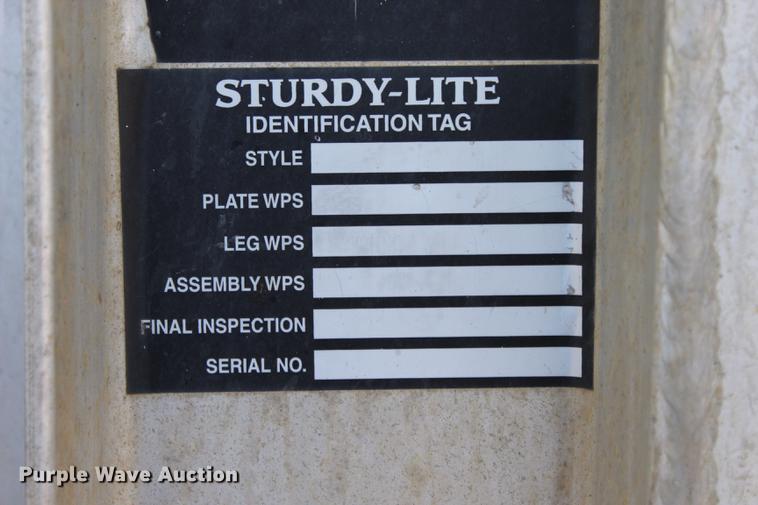 STURDY-LITE
IDENTIFICATION TAG
STYLE
PLATE WPS
LEG WPS
ASSEMBLY WPS
FINAL INSPECTION
SERIAL NO.
Purple Wave Auction